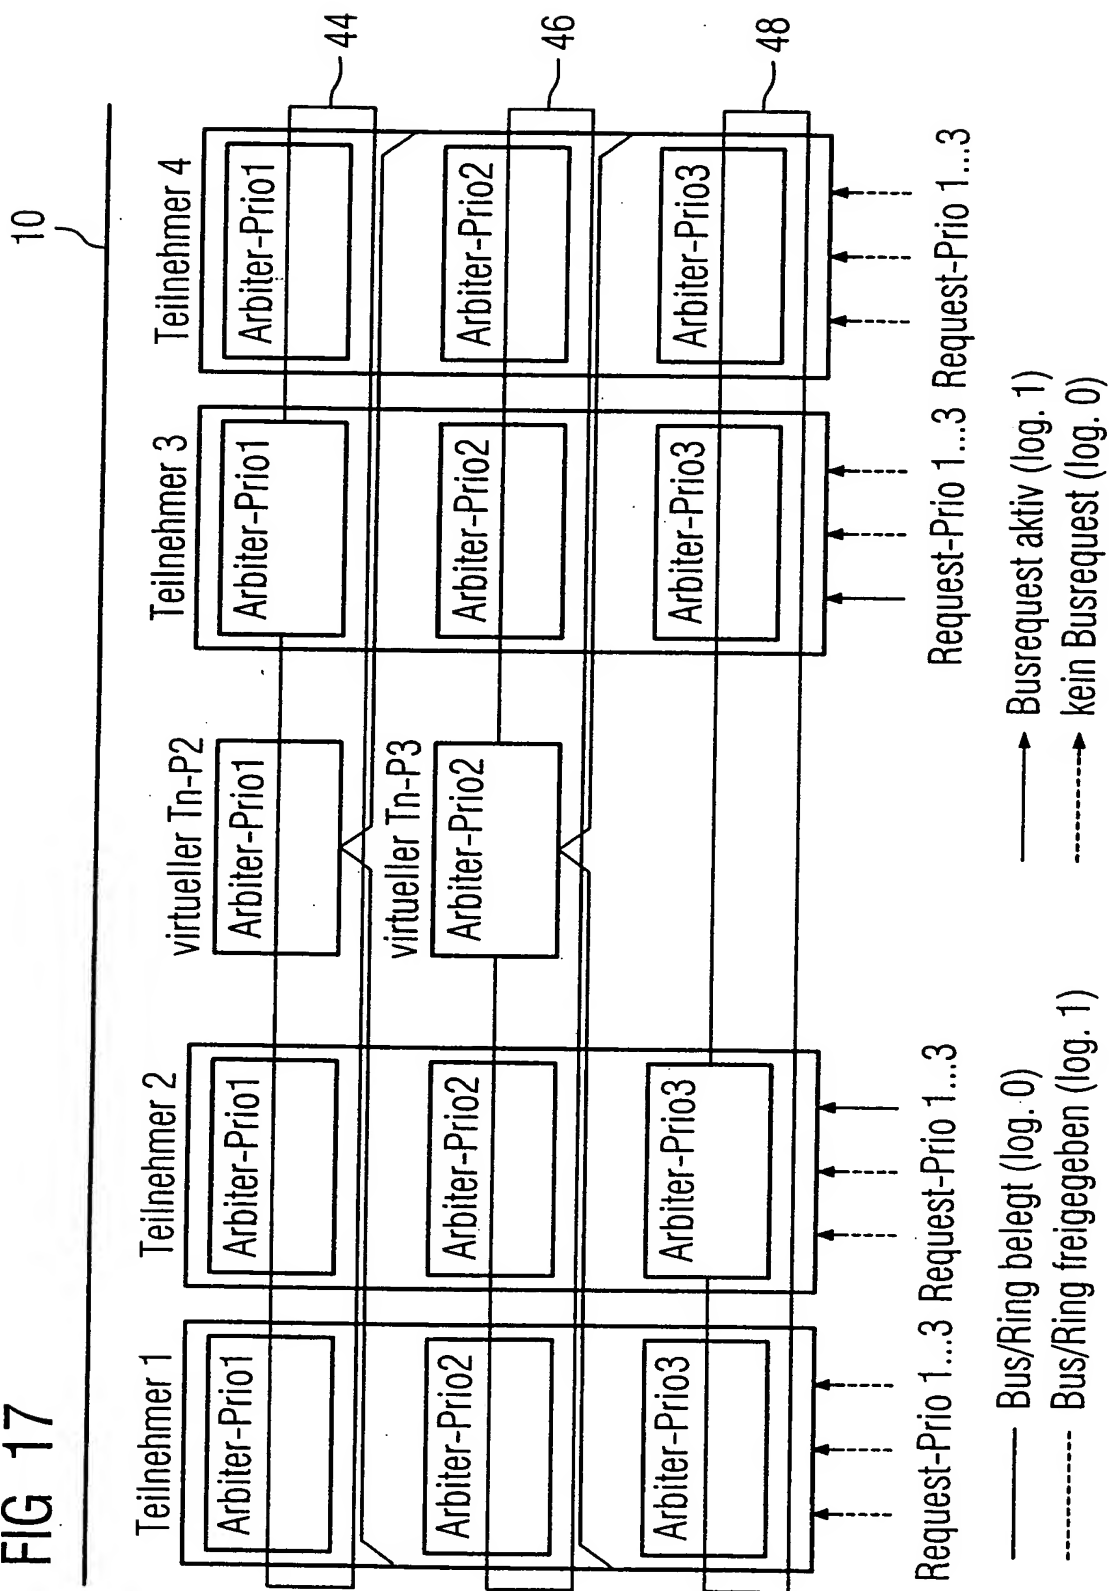 FIG 17
10
Teilnehmer 1
Teilnehmer 2
virtueller Tn-P2
Teilnehmer 3
Teilnehmer 4
Arbiter-Prio1
Arbiter-Prio1
Arbiter-Prio1
Arbiter-Prio1
Arbiter-Prio1
44
virtueller Tn-P3
Arbiter-Prio2
Arbiter-Prio2
Arbiter-Prio2
Arbiter-Prio2
Arbiter-Prio2
46
Arbiter-Prio3
Arbiter-Prio3
Arbiter-Prio3
Arbiter-Prio3
48
Request-Prio 1...3
Request-Prio 1...3
Request-Prio 1...3
Request-Prio 1...3
Bus/Ring belegt (log. 0)
Bus/Ring freigegeben (log. 1)
Busrequest aktiv (log. 1)
kein Busrequest (log. 0)